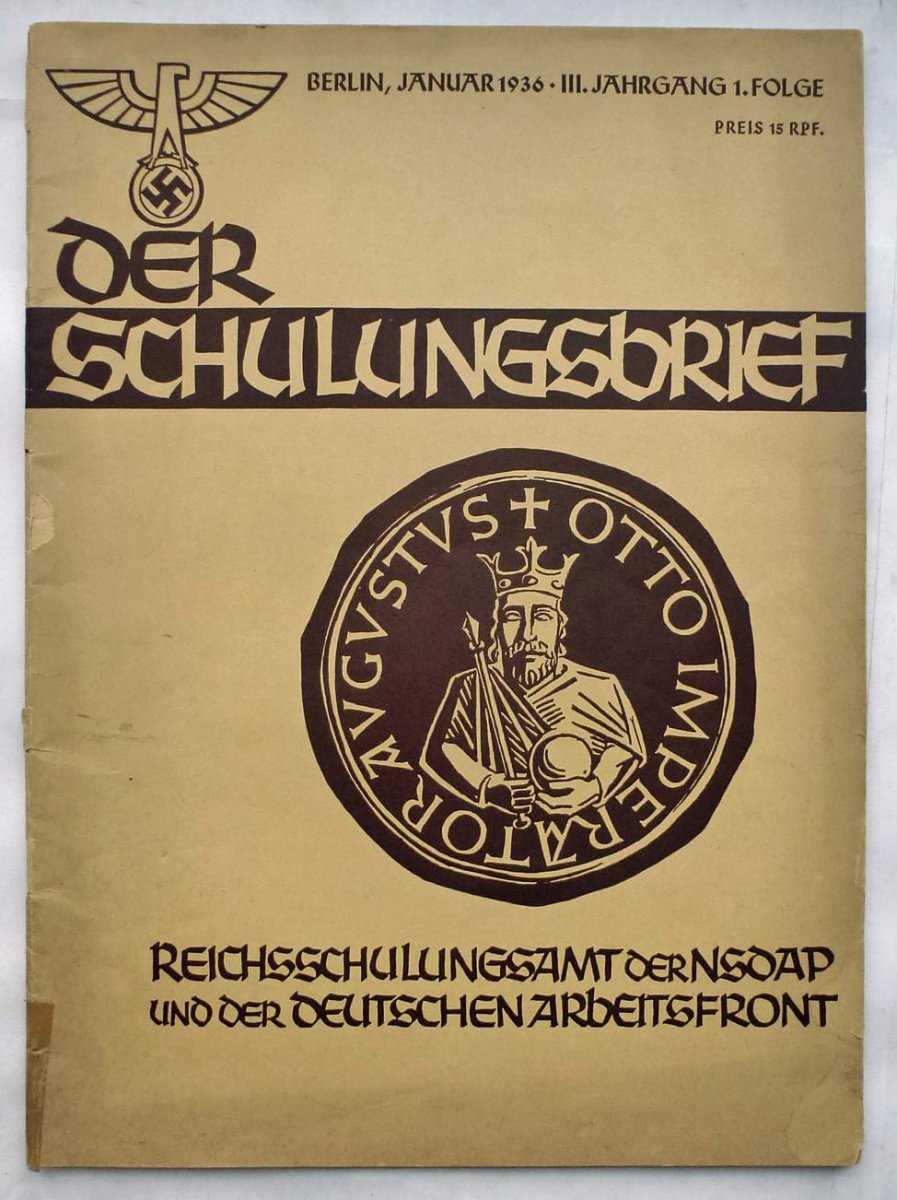 BERLIN, JANUAR 1936 · III. JAHRGANG 1. FOLGE
PREIS 15 RPF.
DER
SCHULUNGSBRIEF
✝ OTTO IMPERATOR AUGUSTUS
REICHSSCHULUNGSAMT DER NSDAP
UND DER DEUTSCHEN ARBEITSFRONT